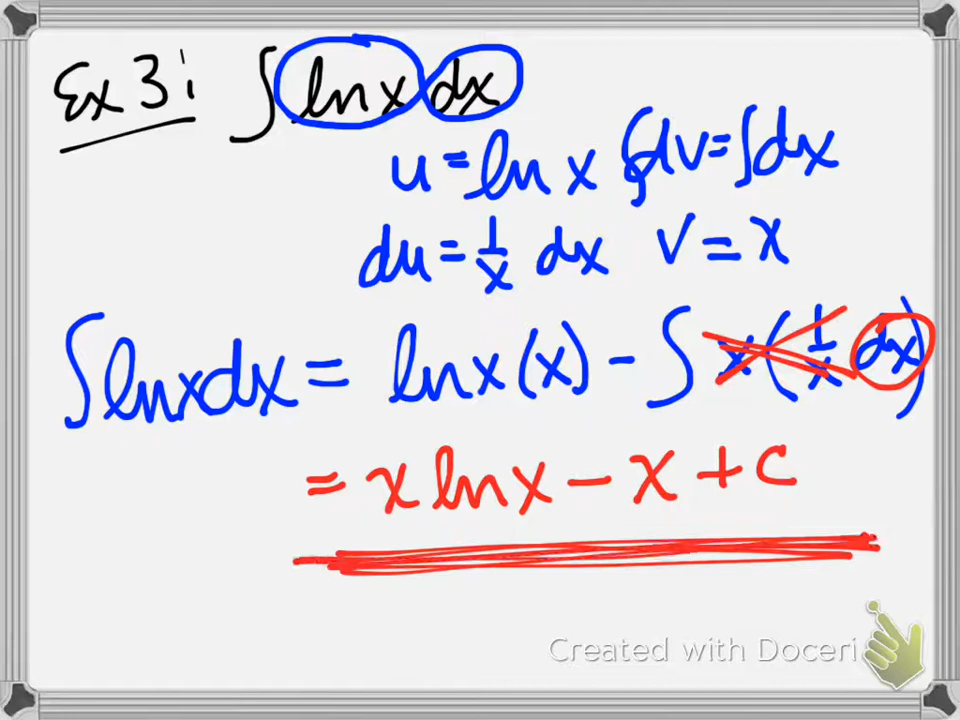 Ex 3: ∫ ln x dx
u = ln x ∫dv = ∫dx
du = 1/x dx v = x
∫ln x dx = ln x (x) - ∫ x (1/x dx)
= x ln x - x + c
Created with Doceri